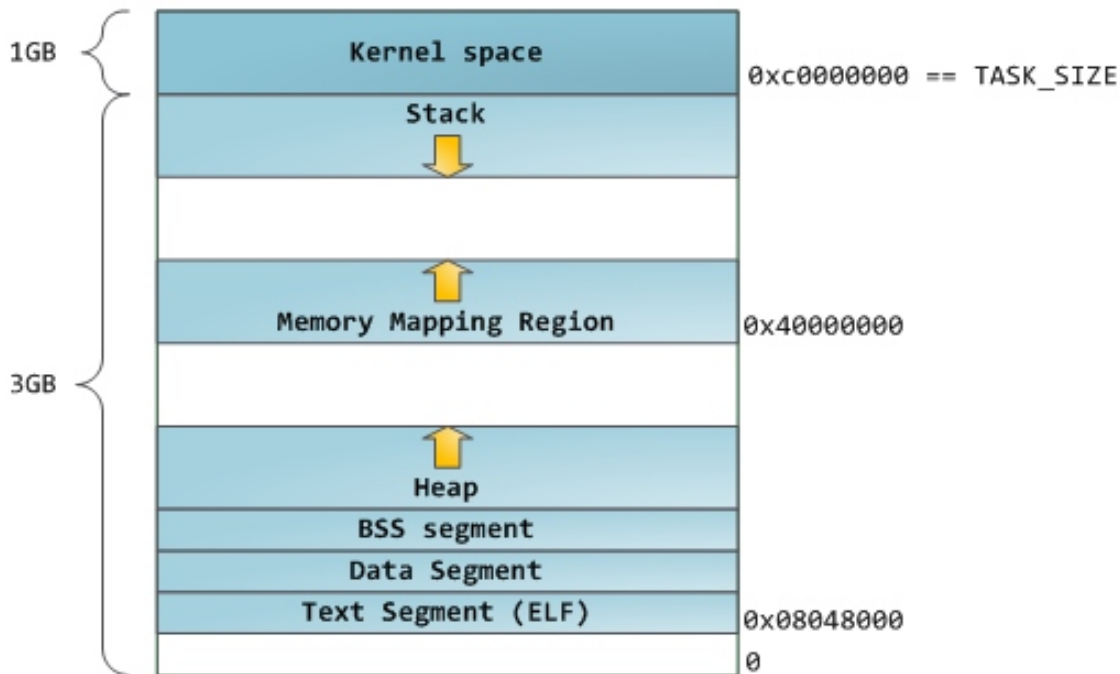 1GB
Kernel space
0xc0000000 == TASK_SIZE
Stack
Memory Mapping Region
0x40000000
3GB
Heap
BSS segment
Data Segment
Text Segment (ELF)
0x08048000
0